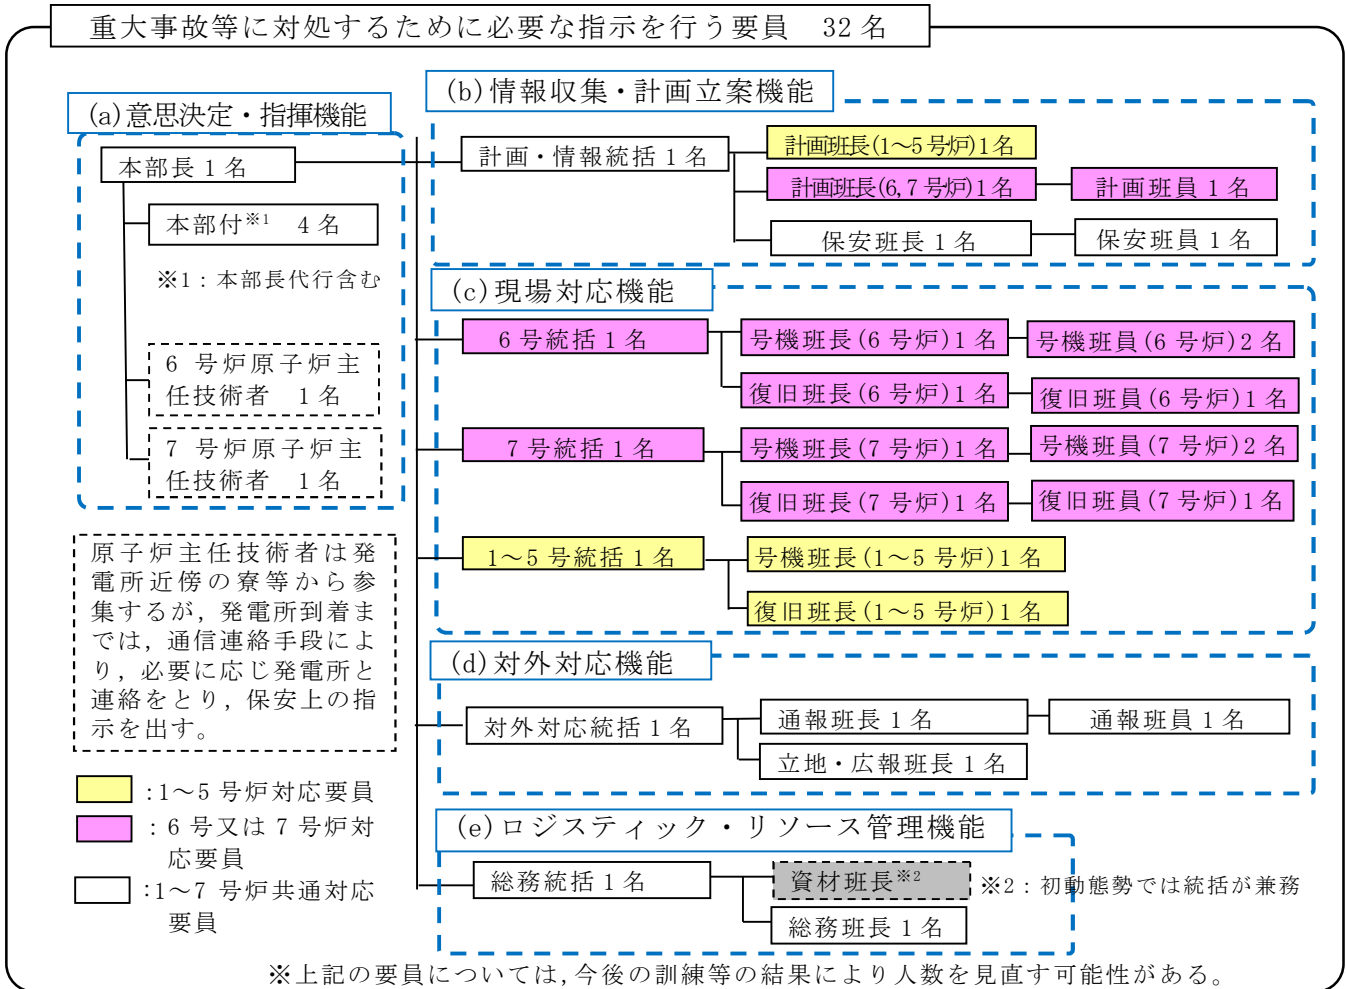 重大事故等に対処するために必要な指示を行う要員　32 名
(a)意思決定・指揮機能
本部長 1 名
本部付※1　4 名
※1：本部長代行含む
6 号炉原子炉主
任技術者　1 名
7 号炉原子炉主
任技術者　1 名
原子炉主任技術者は発
電所近傍の寮等から参
集するが，発電所到着ま
では，通信連絡手段によ
り，必要に応じ発電所と
連絡をとり，保安上の指
示を出す。
:1～5 号炉対応要員
：6 号又は 7 号炉対
応要員
:1～7 号炉共通対応
要員
(b)情報収集・計画立案機能
計画・情報統括 1 名
計画班長(1～5号炉)1 名
計画班長(6,7 号炉)1 名
計画班員 1 名
保安班長 1 名
保安班員 1 名
(c)現場対応機能
6 号統括 1 名
号機班長(6 号炉)1 名
号機班員(6 号炉)2 名
復旧班長(6 号炉)1 名
復旧班員(6 号炉)1 名
7 号統括 1 名
号機班長(7 号炉)1 名
号機班員(7 号炉)2 名
復旧班長(7 号炉)1 名
復旧班員(7 号炉)1 名
1～5 号統括 1 名
号機班長(1～5 号炉)1 名
復旧班長(1～5 号炉)1 名
(d)対外対応機能
対外対応統括 1 名
通報班長 1 名
通報班員 1 名
立地・広報班長 1 名
(e)ロジスティック・リソース管理機能
総務統括 1 名
資材班長※2
※2：初動態勢では統括が兼務
総務班長 1 名
※上記の要員については,今後の訓練等の結果により人数を見直す可能性がある。